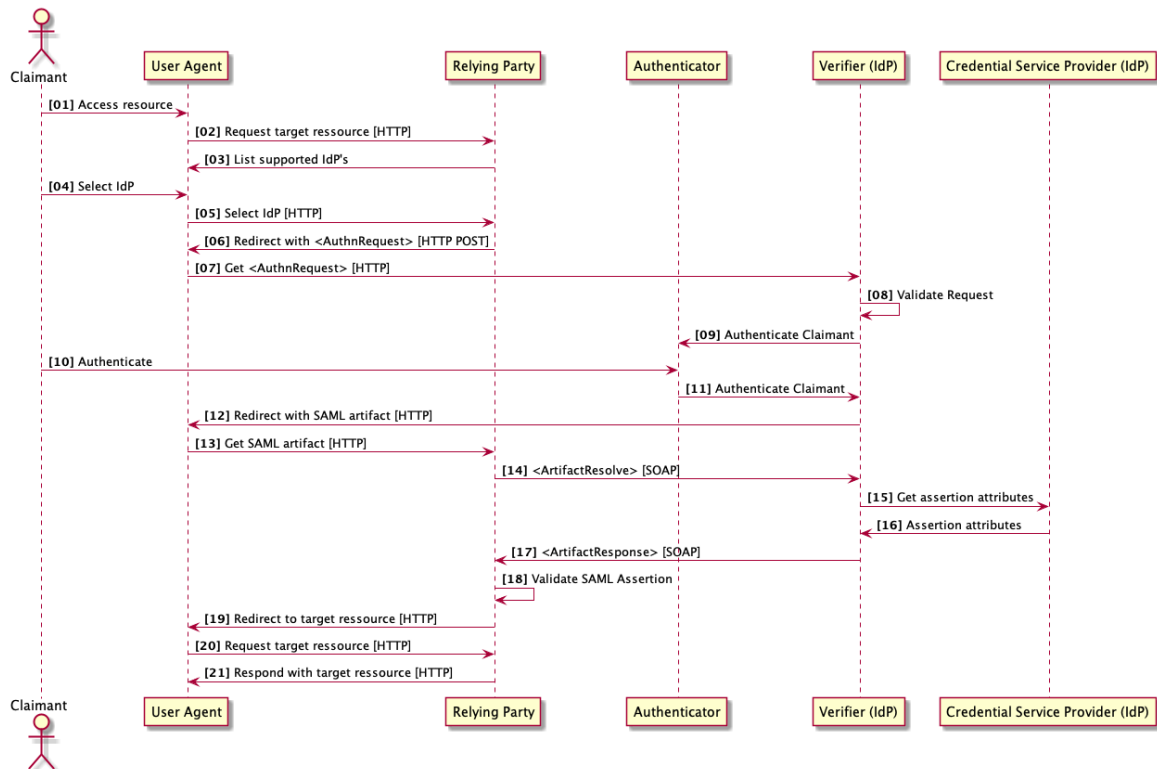 Claimant
User Agent
Relying Party
Authenticator
Verifier (IdP)
Credential Service Provider (IdP)
[01] Access resource
[02] Request target ressource [HTTP]
[03] List supported IdP's
[04] Select IdP
[05] Select IdP [HTTP]
[06] Redirect with <AuthnRequest> [HTTP POST]
[07] Get <AuthnRequest> [HTTP]
[08] Validate Request
[09] Authenticate Claimant
[10] Authenticate
[11] Authenticate Claimant
[12] Redirect with SAML artifact [HTTP]
[13] Get SAML artifact [HTTP]
[14] <ArtifactResolve> [SOAP]
[15] Get assertion attributes
[16] Assertion attributes
[17] <ArtifactResponse> [SOAP]
[18] Validate SAML Assertion
[19] Redirect to target ressource [HTTP]
[20] Request target ressource [HTTP]
[21] Respond with target ressource [HTTP]
Claimant
User Agent
Relying Party
Authenticator
Verifier (IdP)
Credential Service Provider (IdP)